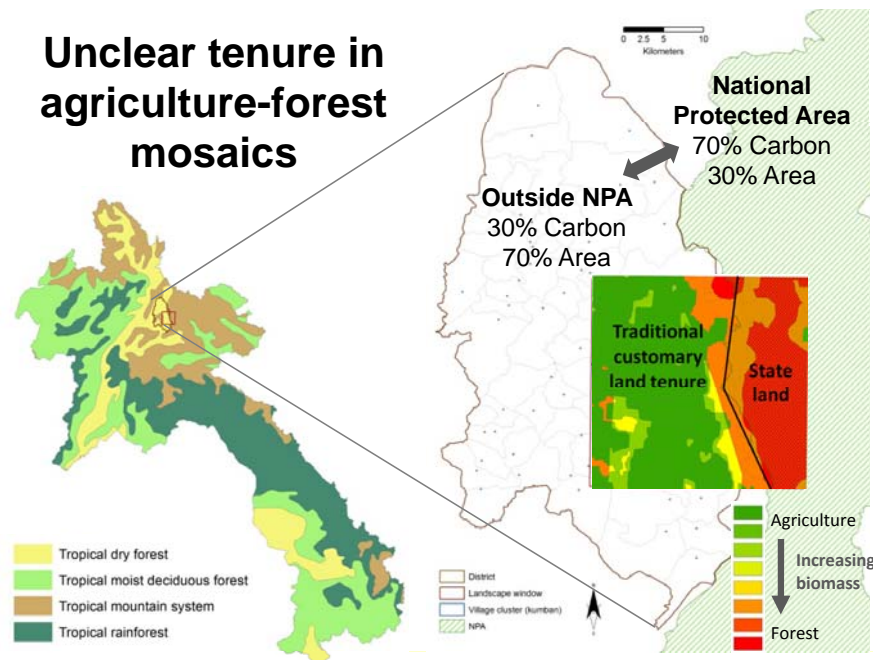 Unclear tenure in
agriculture-forest
mosaics
0 2.5 5 10
Kilometers
National
Protected Area
70% Carbon
30% Area
Outside NPA
30% Carbon
70% Area
Traditional
customary
land tenure
State
land
Tropical dry forest
Tropical moist deciduous forest
Tropical mountain system
Tropical rainforest
District
Landscape window
Village cluster (kumban)
NPA
N
Agriculture
Increasing
biomass
Forest